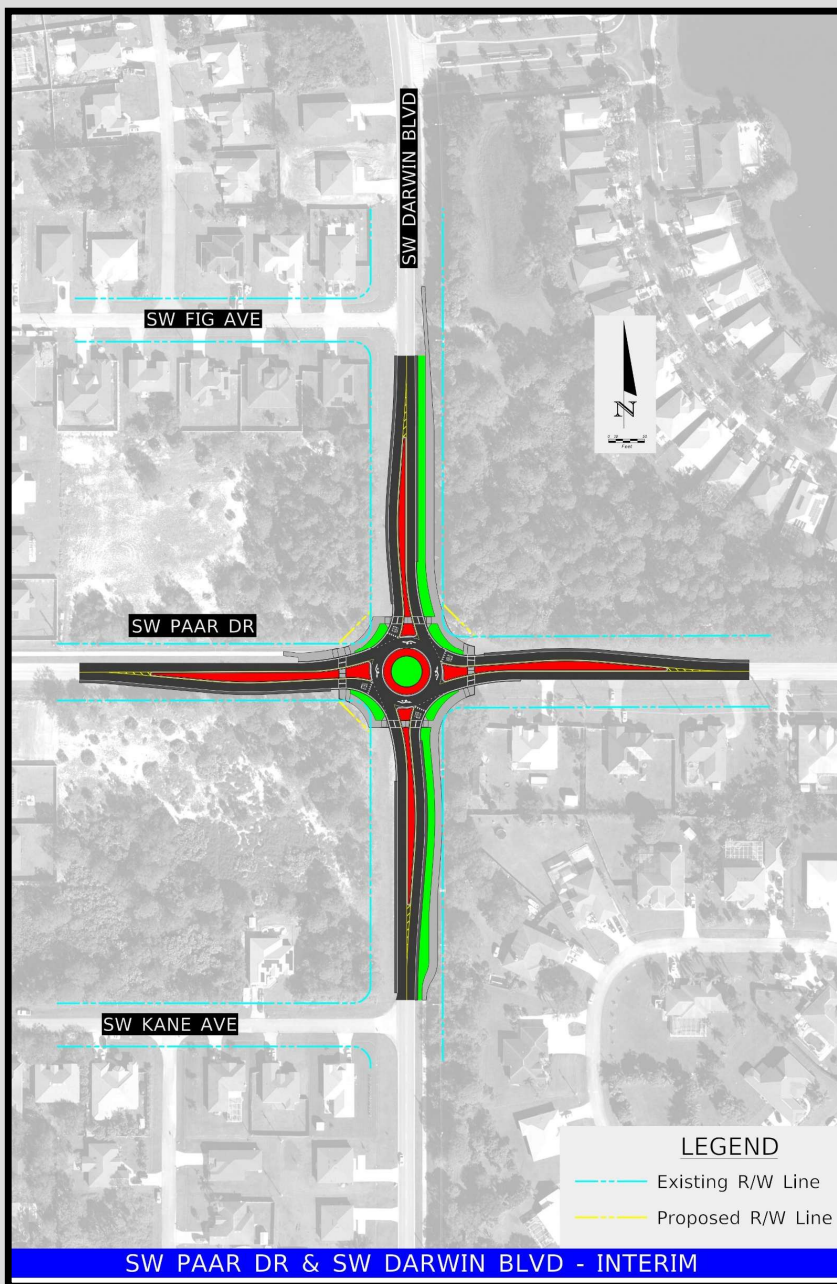 SW DARWIN BLVD
SW FIG AVE
N
Feet
SW PAAR DR
SW KANE AVE
LEGEND
Existing R/W Line
Proposed R/W Line
SW PAAR DR & SW DARWIN BLVD - INTERIM